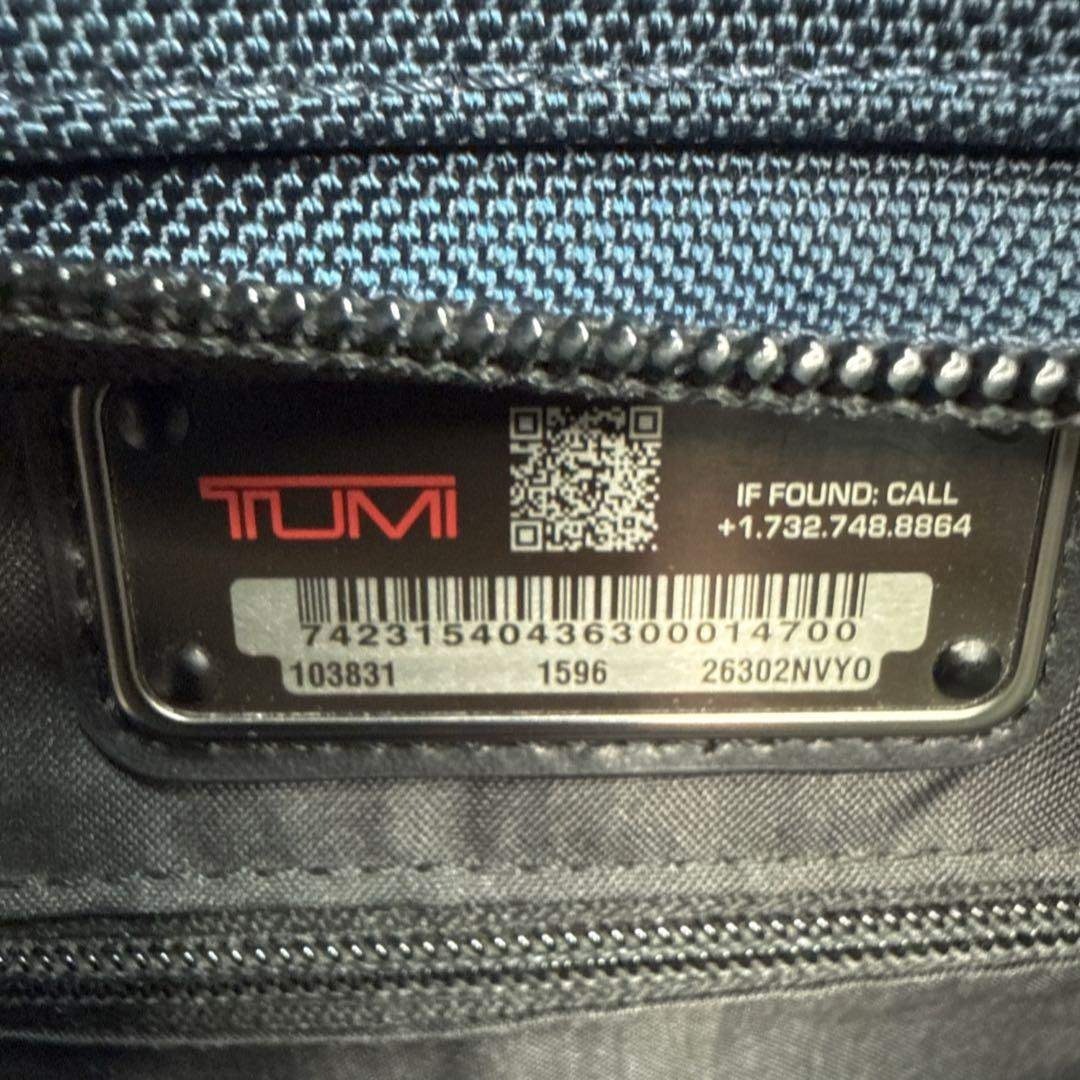 TUMI
IF FOUND: CALL
+1.732.748.8864
74231540436300014700
103831 1596 26302NVYO